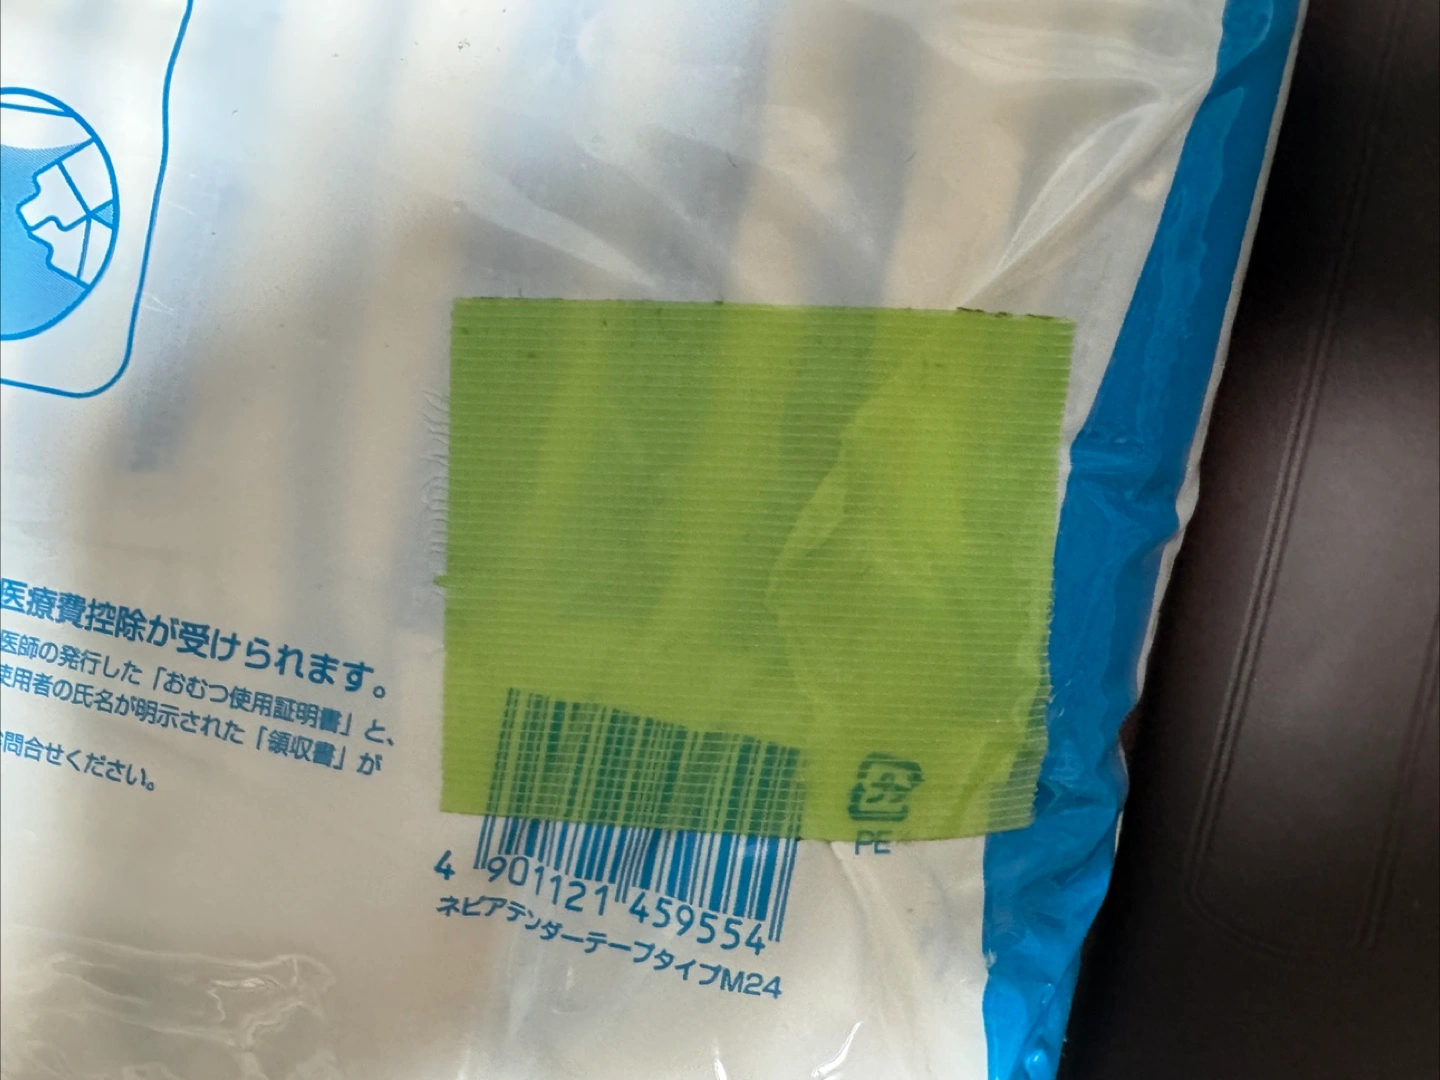 医療費控除が受けられます。
医師の発行した「おむつ使用証明書」と、
使用者の氏名が明示された「領収書」が
お問合せください。
PE
4 901121 459554
ネピアテンダーテープタイプM24